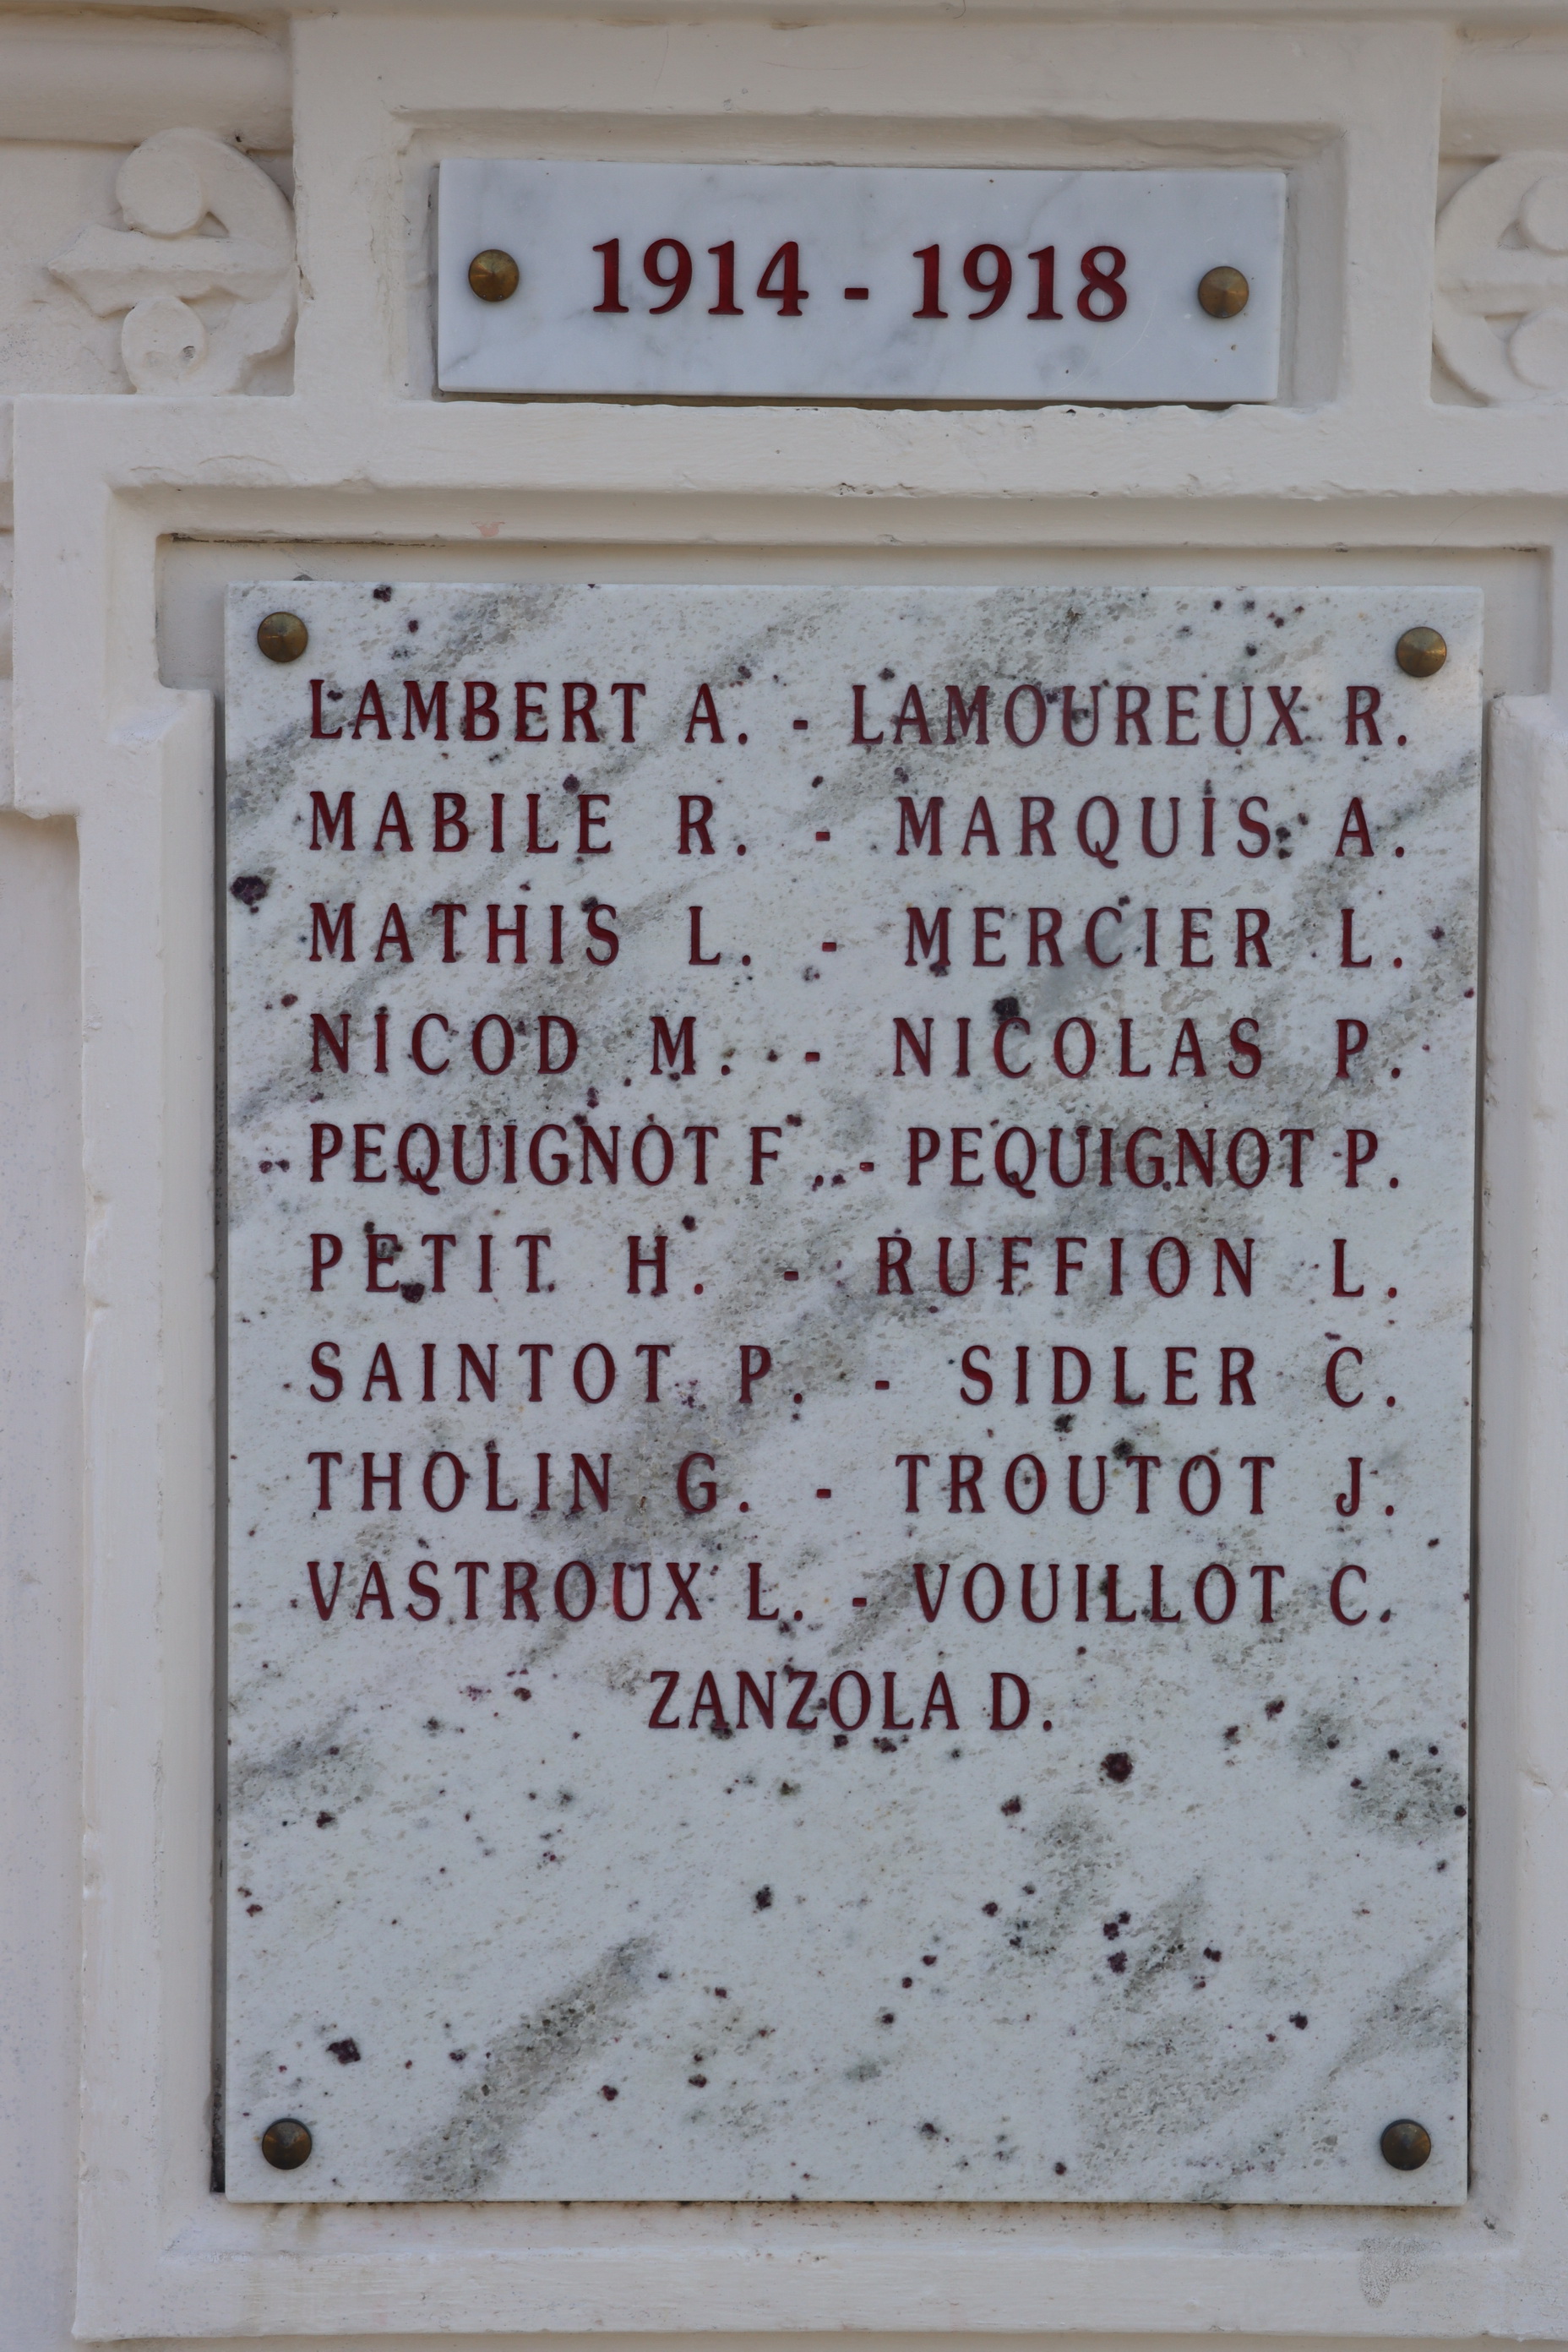 1914 - 1918
LAMBERT A. - LAMOUREUX R.
MABILE R. - MARQUIS A.
MATHIS L. - MERCIER L.
NICOD M. - NICOLAS P.
PEQUIGNOT F. - PEQUIGNOT P.
PETIT H. - RUFFION L.
SAINTOT P. - SIDLER C.
THOLIN G. - TROUTOT J.
VASTROUX L. - VOUILLOT C.
ZANZOLA D.